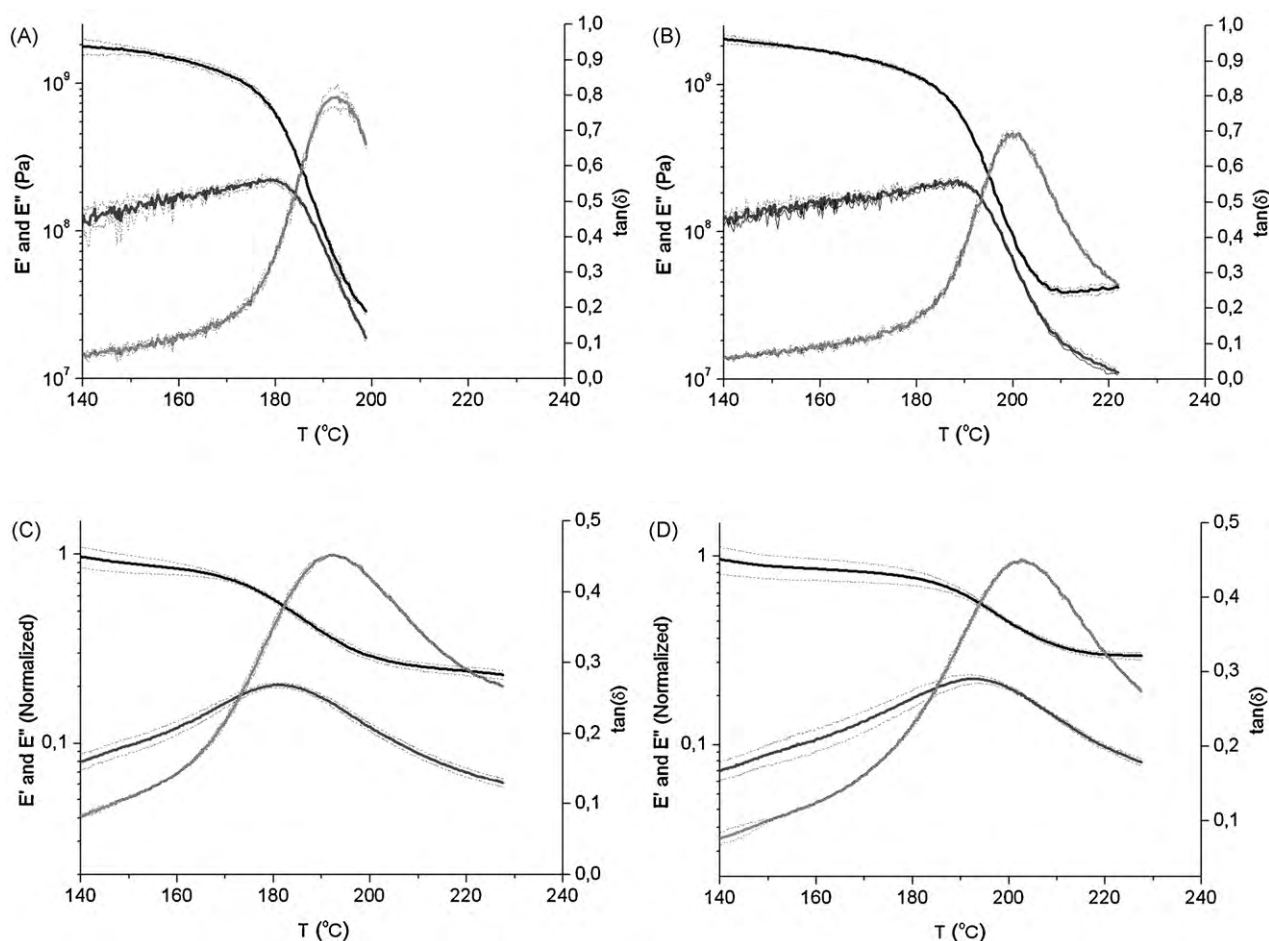 (A)
E' and E" (Pa)
10⁹
10⁸
10⁷
140 160 180 200 220 240
T (°C)
1,0
0,9
0,8
0,7
0,6
0,5
0,4
0,3
0,2
0,1
0,0
tan(δ)
(B)
E' and E" (Pa)
10⁹
10⁸
10⁷
140 160 180 200 220 240
T (°C)
1,0
0,9
0,8
0,7
0,6
0,5
0,4
0,3
0,2
0,1
0,0
tan(δ)
(C)
E' and E" (Normalized)
1
0,1
140 160 180 200 220 240
T (°C)
0,5
0,4
0,3
0,2
0,1
0,0
tan(δ)
(D)
E' and E" (Normalized)
1
0,1
140 160 180 200 220 240
T (°C)
0,5
0,4
0,3
0,2
0,1
tan(δ)